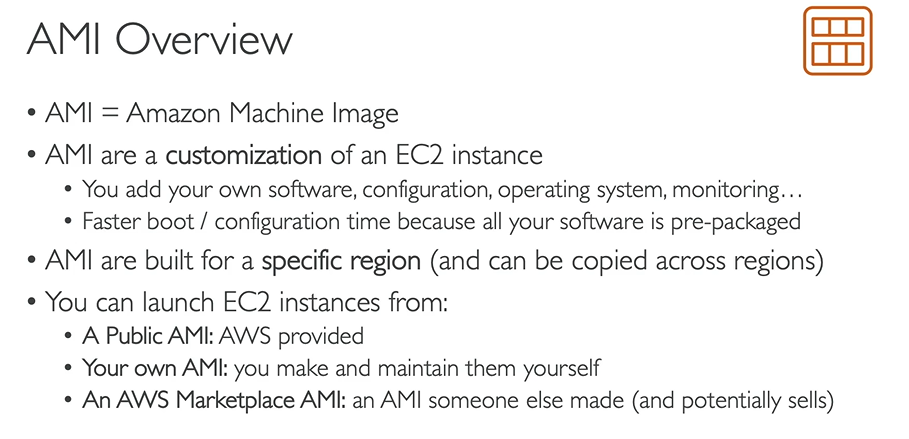 AMI Overview
• AMI = Amazon Machine Image
• AMI are a customization of an EC2 instance
• You add your own software, configuration, operating system, monitoring…
• Faster boot / configuration time because all your software is pre-packaged
• AMI are built for a specific region (and can be copied across regions)
• You can launch EC2 instances from:
• A Public AMI: AWS provided
• Your own AMI: you make and maintain them yourself
• An AWS Marketplace AMI: an AMI someone else made (and potentially sells)